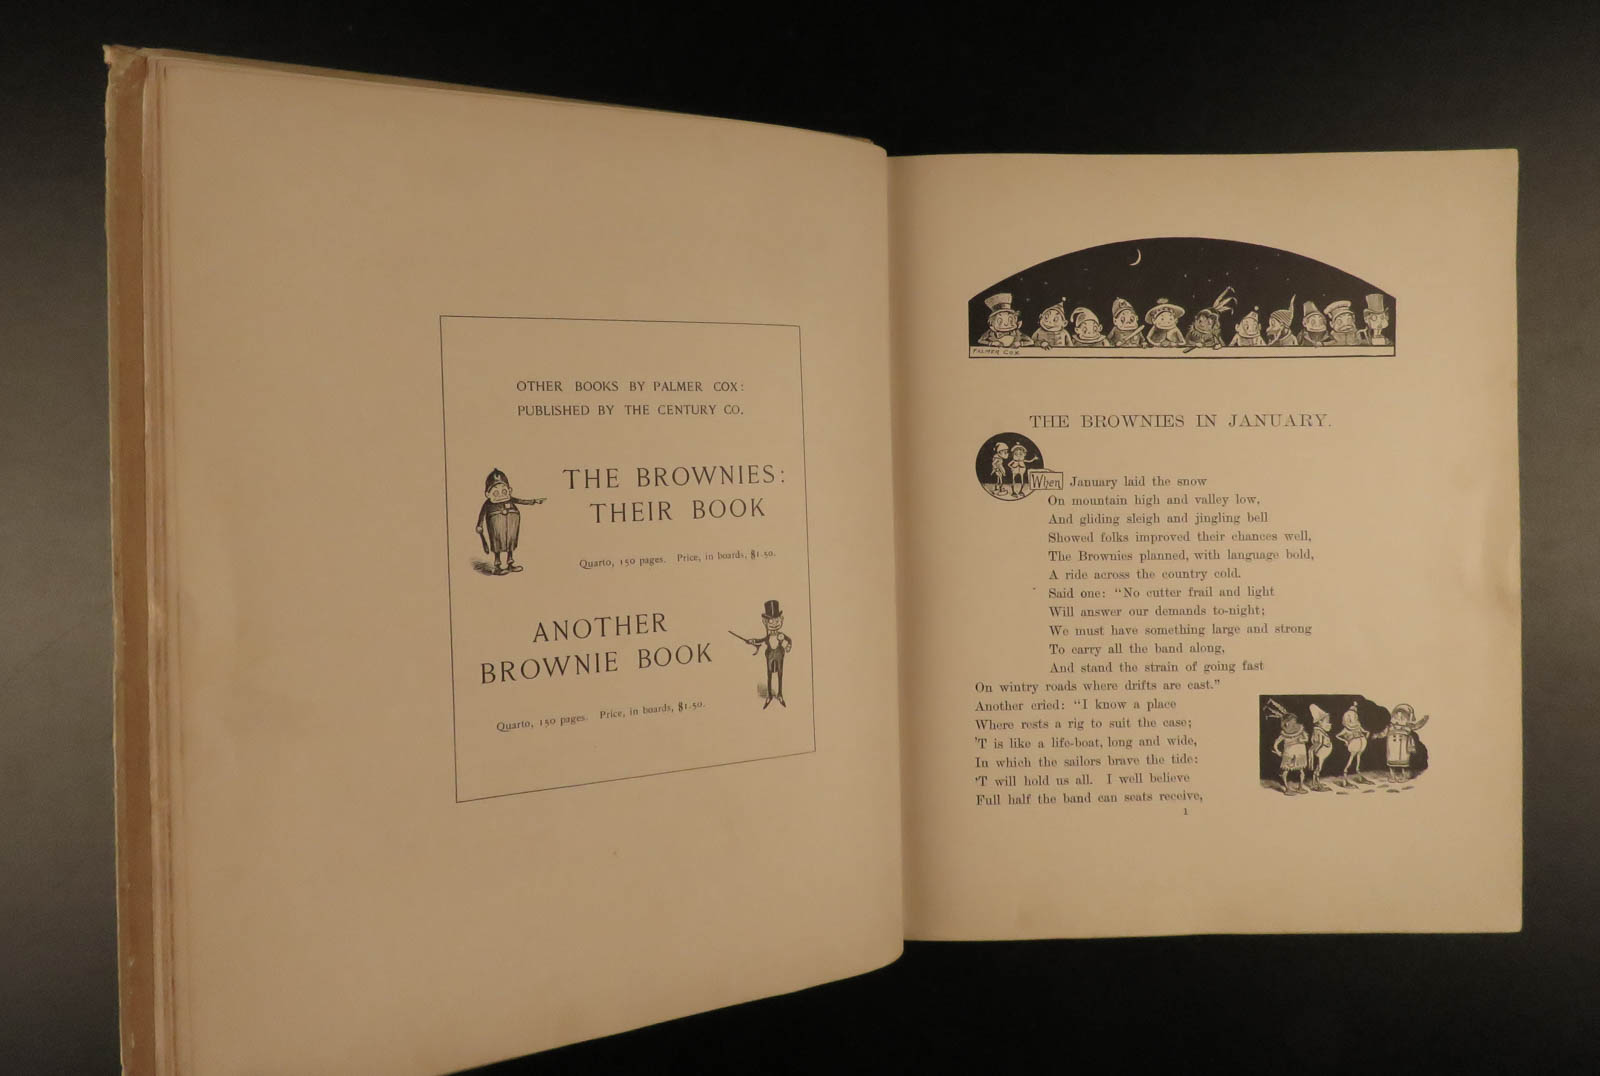 OTHER BOOKS BY PALMER COX:
PUBLISHED BY THE CENTURY CO.
THE BROWNIES:
THEIR BOOK
Quarto, 150 pages. Price, in boards, $1.50.
ANOTHER
BROWNIE BOOK
Quarto, 150 pages. Price, in boards, $1.50.
PALMER COX
THE BROWNIES IN JANUARY.
When January laid the snow
On mountain high and valley low,
And gliding sleigh and jingling bell
Showed folks improved their chances well,
The Brownies planned, with language bold,
A ride across the country cold.
Said one: "No cutter frail and light
Will answer our demands to-night;
We must have something large and strong
To carry all the band along,
And stand the strain of going fast
On wintry roads where drifts are cast."
Another cried: "I know a place
Where rests a rig to suit the case;
'T is like a life-boat, long and wide,
In which the sailors brave the tide:
'T will hold us all. I well believe
Full half the band can seats receive,
1